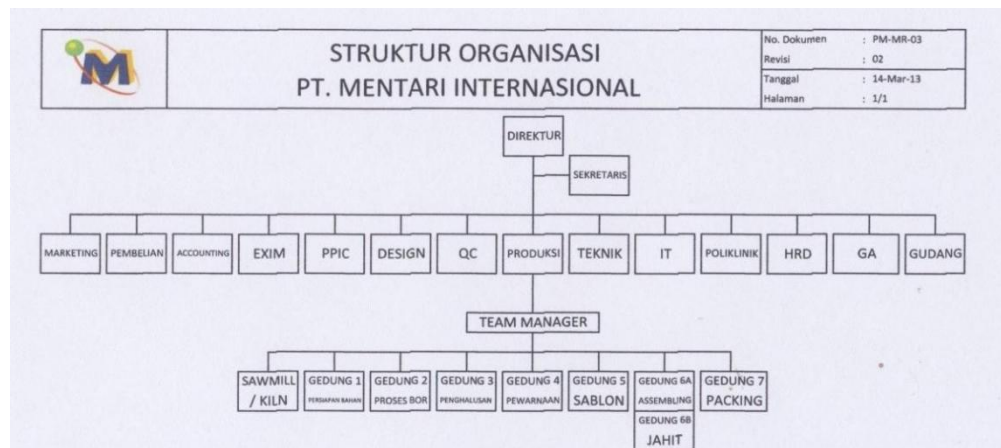 M
STRUKTUR ORGANISASI
PT. MENTARI INTERNASIONAL
No. Dokumen : PM-MR-03
Revisi : 02
Tanggal : 14-Mar-13
Halaman : 1/1
DIREKTUR
SEKRETARIS
MARKETING
PEMBELIAN
ACCOUNTING
EXIM
PPIC
DESIGN
QC
PRODUKSI
TEKNIK
IT
POLIKLINIK
HRD
GA
GUDANG
TEAM MANAGER
SAWMILL
/ KILN
GEDUNG 1
PERSIAPAN BAHAN
GEDUNG 2
PROSES BOR
GEDUNG 3
PENGHALUSAN
GEDUNG 4
PEWARNAAN
GEDUNG 5
SABLON
GEDUNG 6A
ASSEMBLING
GEDUNG 6B
JAHIT
GEDUNG 7
PACKING